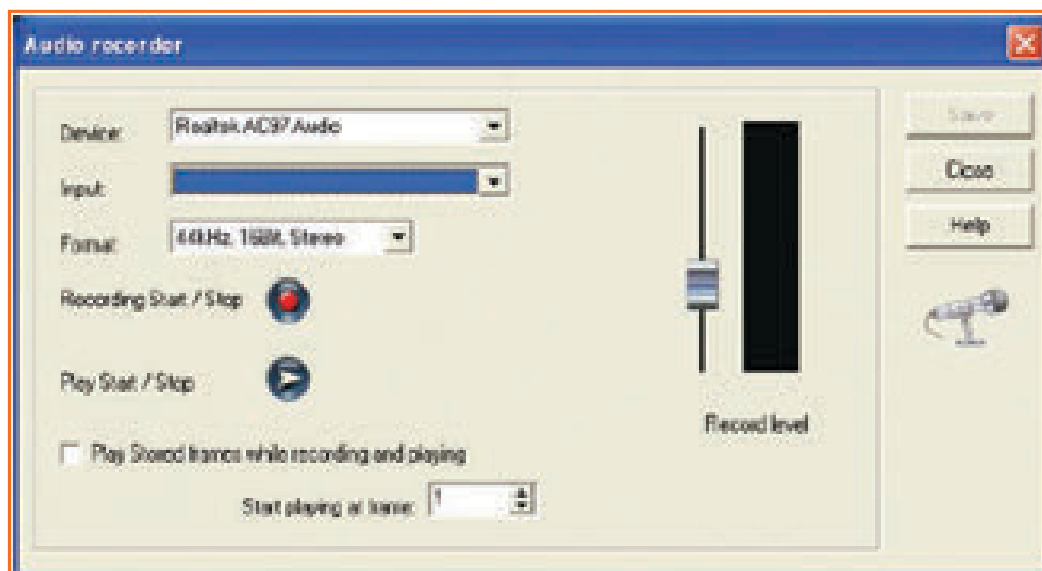 Audio recorder
Device: Realtek AC97 Audio
Input:
Format: 44kHz, 16Bit, Stereo
Recording Start / Stop
Play Start / Stop
Play Stored frames while recording and playing
Start playing at frame: 1
Record level
Save
Close
Help